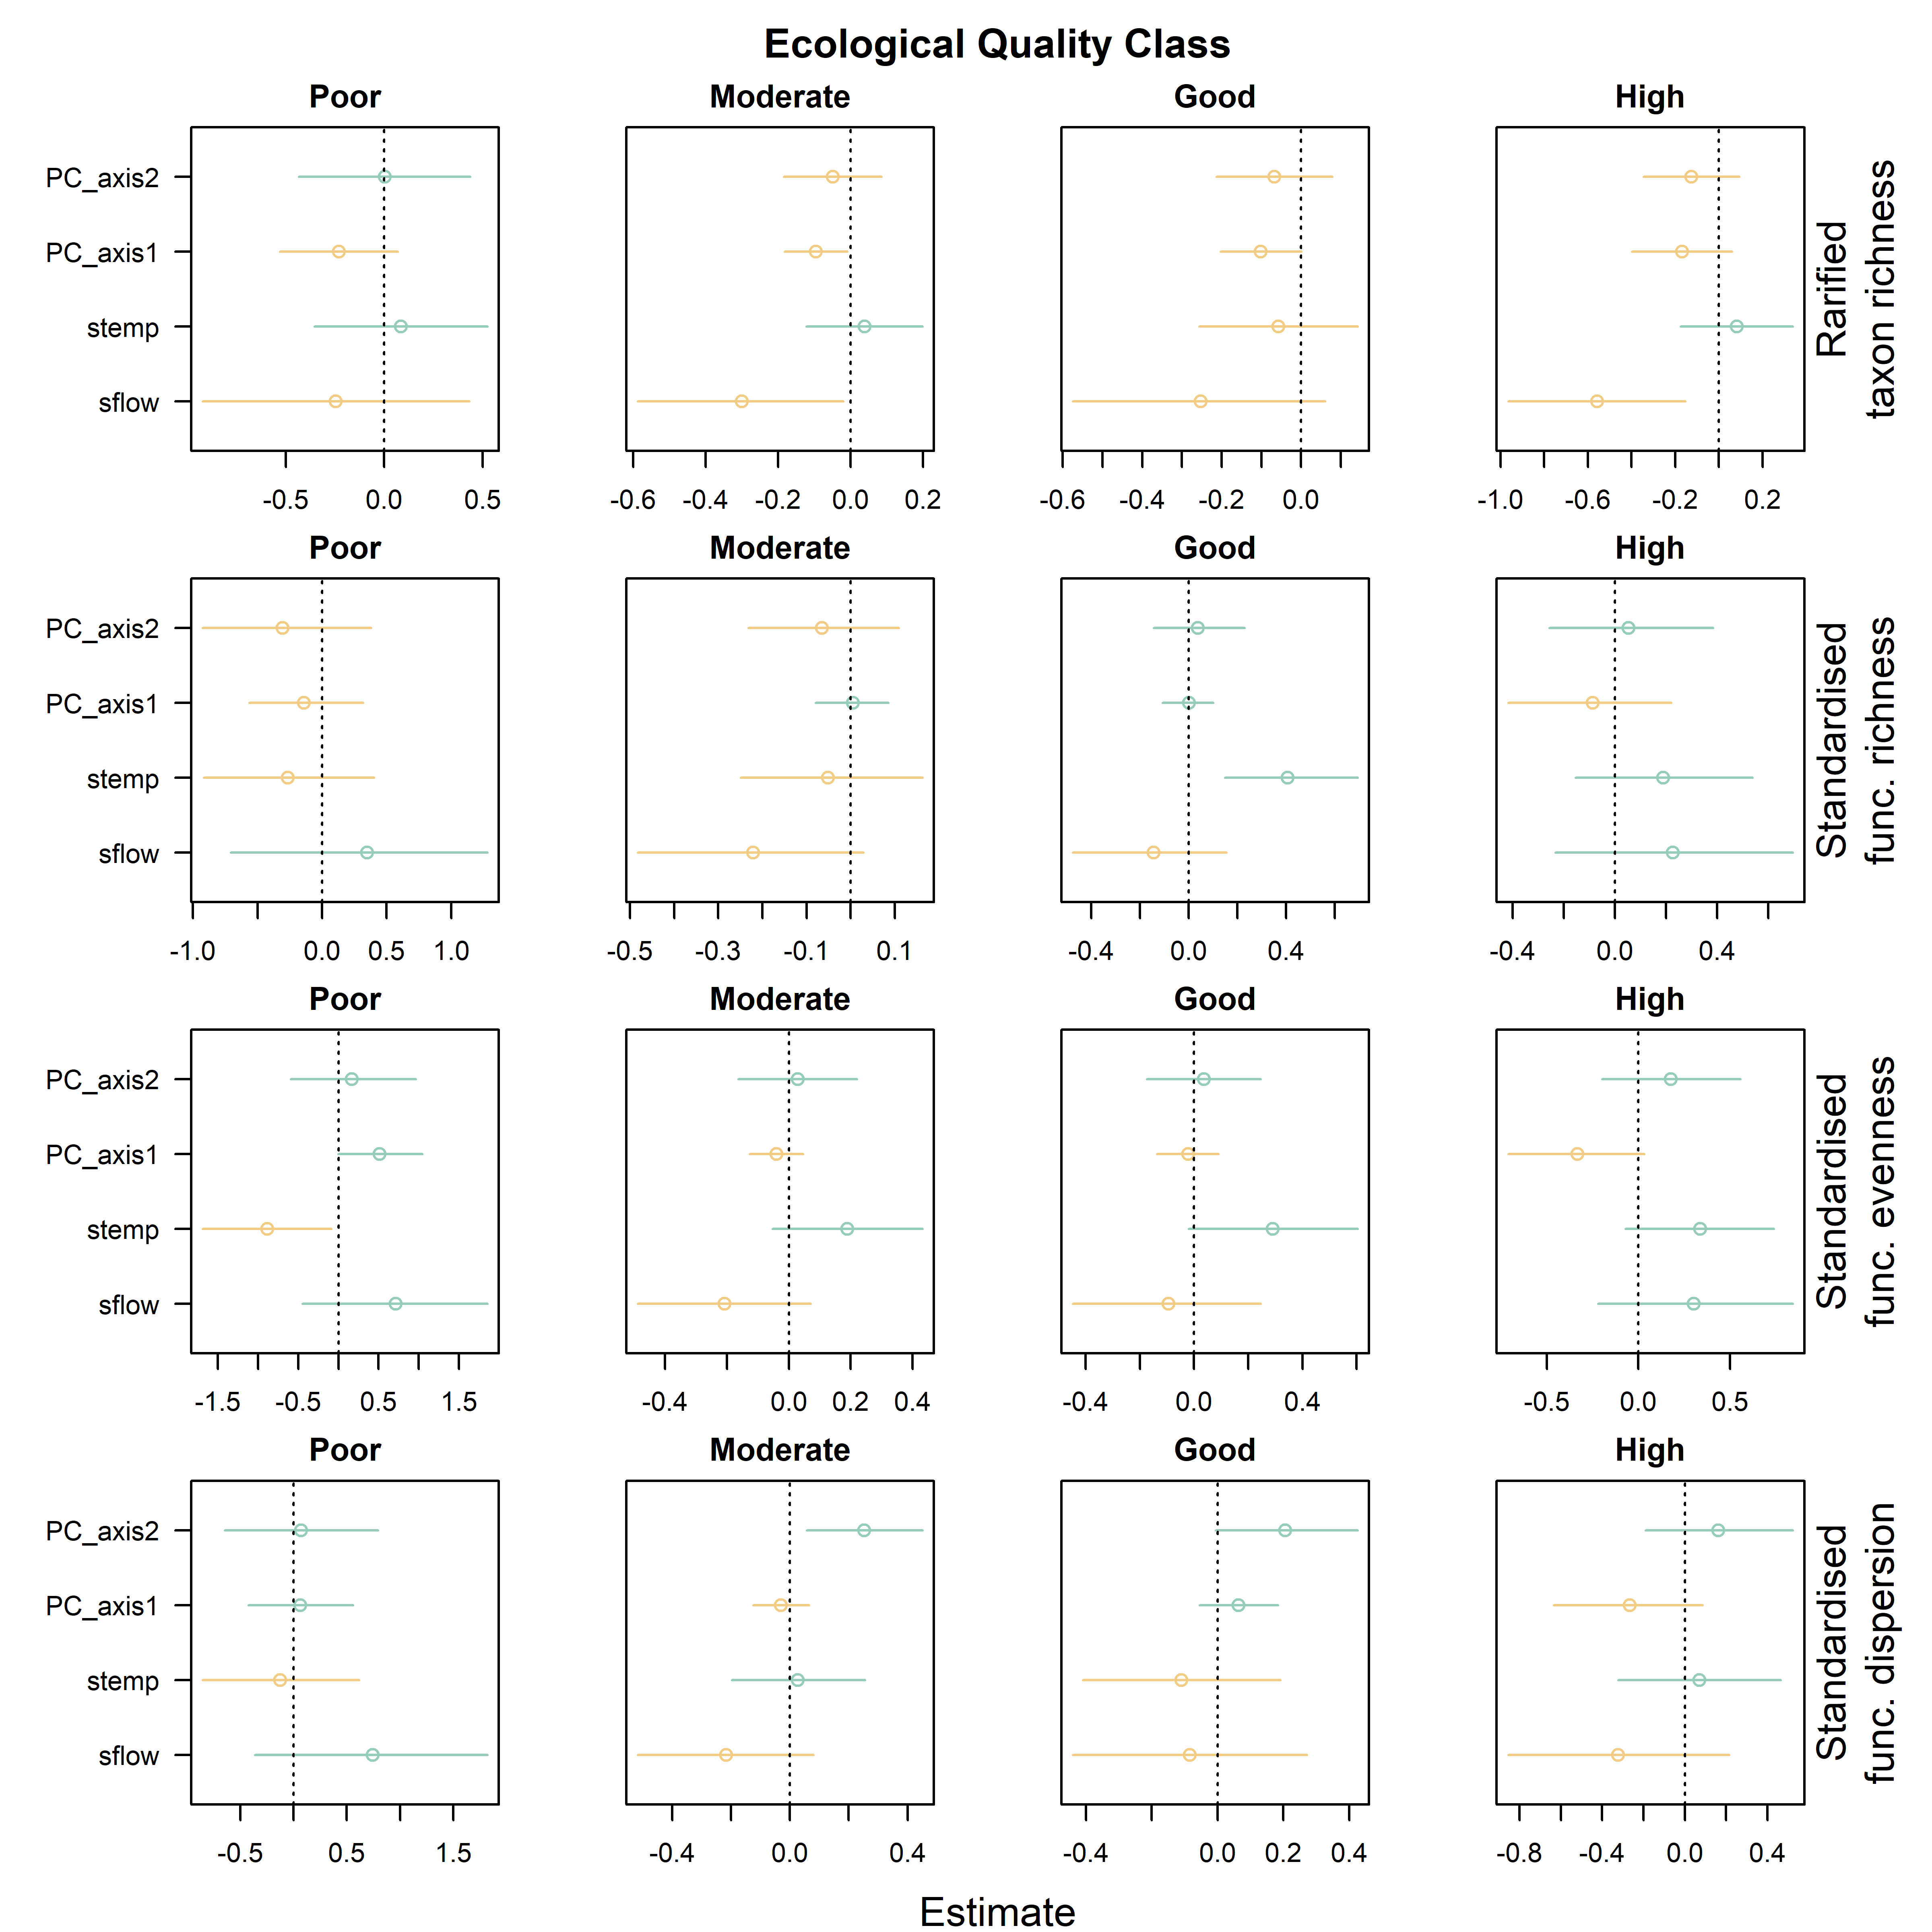 Ecological Quality Class
Poor Moderate Good High
PC_axis2
PC_axis1
stemp
sflow
-0.5 0.0 0.5 -0.6 -0.4 -0.2 0.0 0.2 -0.6 -0.4 -0.2 0.0 -1.0 -0.6 -0.2 0.2
Rarified
taxon richness
Poor Moderate Good High
PC_axis2
PC_axis1
stemp
sflow
-1.0 0.0 0.5 1.0 -0.5 -0.3 -0.1 0.1 -0.4 0.0 0.4 -0.4 0.0 0.4
Standardised
func. richness
Poor Moderate Good High
PC_axis2
PC_axis1
stemp
sflow
-1.5 -0.5 0.5 1.5 -0.4 0.0 0.2 0.4 -0.4 0.0 0.4 -0.5 0.0 0.5
Standardised
func. evenness
Poor Moderate Good High
PC_axis2
PC_axis1
stemp
sflow
-0.5 0.5 1.5 -0.4 0.0 0.4 -0.4 0.0 0.2 0.4 -0.8 -0.4 0.0 0.4
Standardised
func. dispersion
Estimate